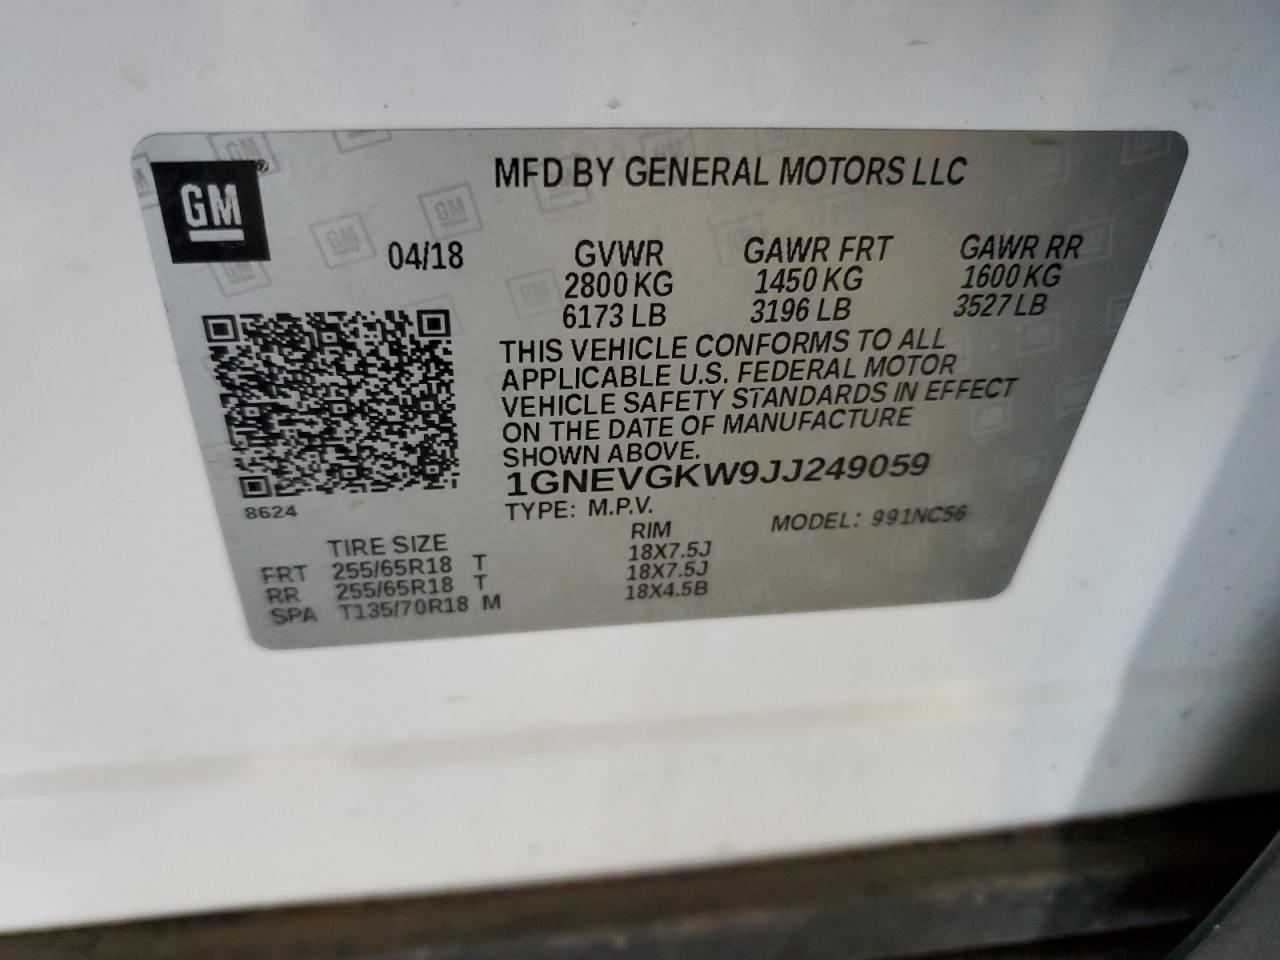 GM ®
MFD BY GENERAL MOTORS LLC
04/18 GVWR GAWR FRT GAWR RR
2800 KG 1450 KG 1600 KG
6173 LB 3196 LB 3527 LB
THIS VEHICLE CONFORMS TO ALL
APPLICABLE U.S. FEDERAL MOTOR
VEHICLE SAFETY STANDARDS IN EFFECT
ON THE DATE OF MANUFACTURE
SHOWN ABOVE.
1GNEVGKW9JJ249059
8624
TYPE: M.P.V. MODEL: 991NC56
TIRE SIZE RIM
FRT 255/65R18 T 18X7.5J
RR 255/65R18 T 18X7.5J
SPA T135/70R18 M 18X4.5B